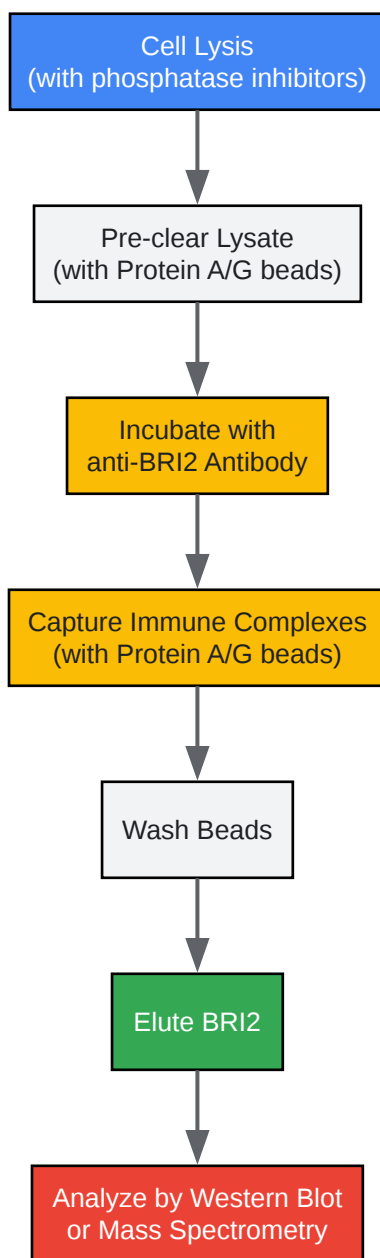 Cell Lysis
(with phosphatase inhibitors)
Pre-clear Lysate
(with Protein A/G beads)
Incubate with
anti-BRI2 Antibody
Capture Immune Complexes
(with Protein A/G beads)
Wash Beads
Elute BRI2
Analyze by Western Blot
or Mass Spectrometry